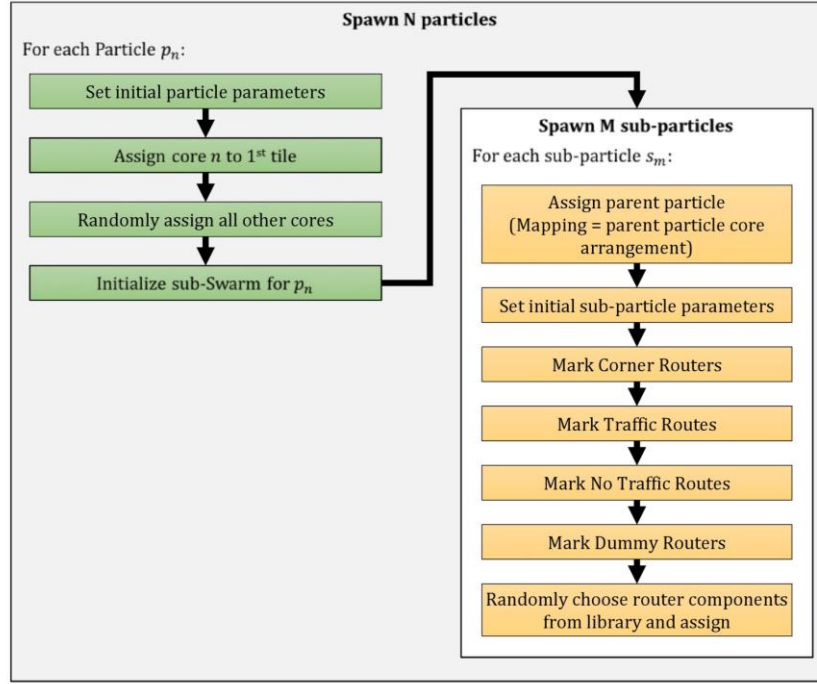 Spawn N particles
For each Particle pₙ:
Set initial particle parameters
Assign core n to 1ˢᵗ tile
Randomly assign all other cores
Initialize sub-Swarm for pₙ
Spawn M sub-particles
For each sub-particle sₘ:
Assign parent particle
(Mapping = parent particle core
arrangement)
Set initial sub-particle parameters
Mark Corner Routers
Mark Traffic Routes
Mark No Traffic Routes
Mark Dummy Routers
Randomly choose router components
from library and assign